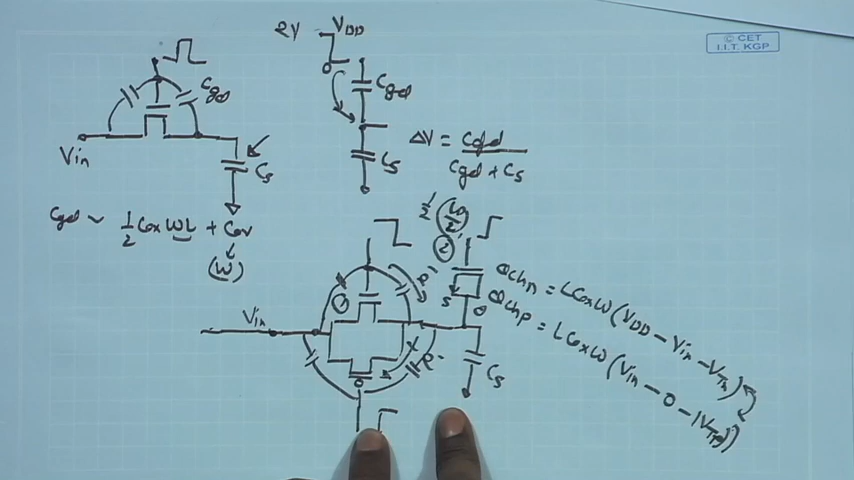 © CET
I.I.T. KGP
2V
VDD
Cgd
Cgd
Vin
Cs
Cs
ΔV = Cgd / Cgd + Cs
Cgd ~ 1/2 Cox WL + Cov
(W)
1/2
2
Qchn = LCoxW(VDD - Vin - VTn)
Qchp = LCoxW(Vin - 0 - |VTp|)
S
D
Vin
Cs